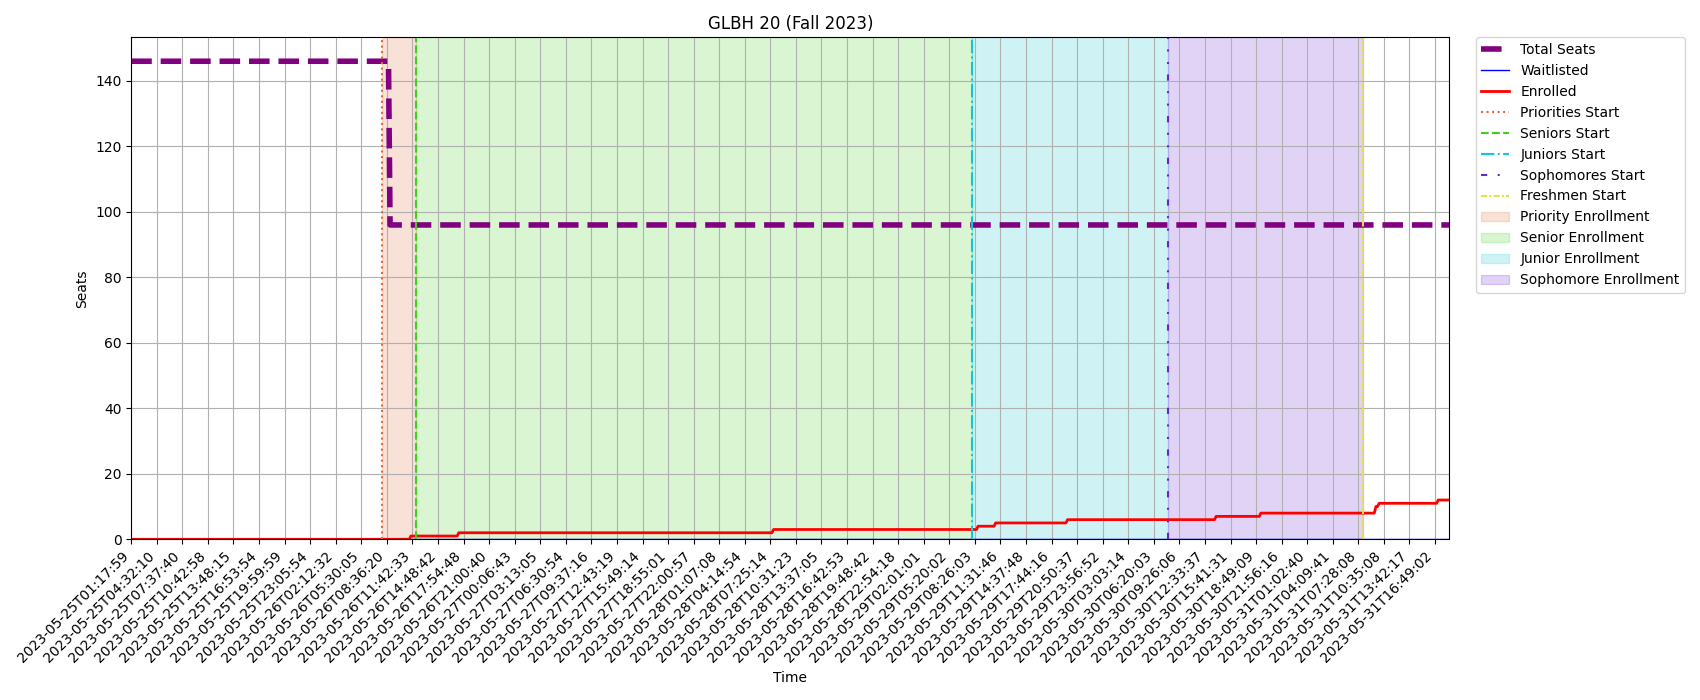 GLBH 20 (Fall 2023)
Seats
140
120
100
80
60
40
20
0
2023-05-25T01:17:59
2023-05-25T04:32:10
2023-05-25T07:37:40
2023-05-25T10:42:58
2023-05-25T13:48:15
2023-05-25T16:53:54
2023-05-25T19:59:59
2023-05-25T23:05:54
2023-05-26T02:12:32
2023-05-26T05:30:05
2023-05-26T08:36:20
2023-05-26T11:42:33
2023-05-26T14:48:42
2023-05-26T17:54:48
2023-05-26T21:00:40
2023-05-27T00:06:43
2023-05-27T03:13:05
2023-05-27T06:30:54
2023-05-27T09:37:16
2023-05-27T12:43:19
2023-05-27T15:49:14
2023-05-27T18:55:01
2023-05-27T22:00:57
2023-05-28T01:07:08
2023-05-28T04:14:54
2023-05-28T07:25:14
2023-05-28T10:31:23
2023-05-28T13:37:05
2023-05-28T16:42:53
2023-05-28T19:48:42
2023-05-28T22:54:18
2023-05-29T02:01:01
2023-05-29T05:20:02
2023-05-29T08:26:03
2023-05-29T11:31:46
2023-05-29T14:37:48
2023-05-29T17:44:16
2023-05-29T20:50:37
2023-05-29T23:56:52
2023-05-30T03:03:14
2023-05-30T06:20:03
2023-05-30T09:26:06
2023-05-30T12:33:37
2023-05-30T15:41:31
2023-05-30T18:49:09
2023-05-30T21:56:16
2023-05-31T01:02:40
2023-05-31T04:09:41
2023-05-31T07:28:08
2023-05-31T10:35:08
2023-05-31T13:42:17
2023-05-31T16:49:02
Time
Total Seats
Waitlisted
Enrolled
Priorities Start
Seniors Start
Juniors Start
Sophomores Start
Freshmen Start
Priority Enrollment
Senior Enrollment
Junior Enrollment
Sophomore Enrollment